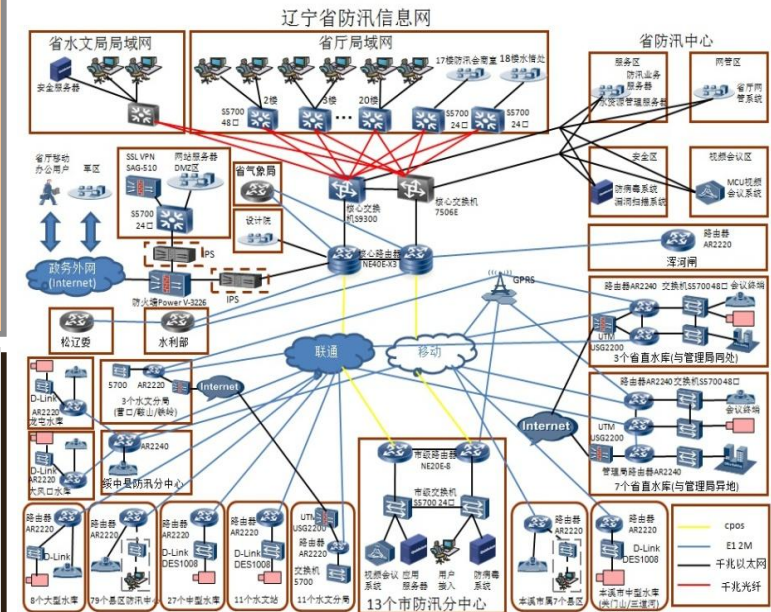 辽宁省防汛信息网
省水文局局域网
安全服务器
省厅局域网
17楼防汛会商室
18楼水情处
2楼
3楼
20楼
S5700
48口
...
S5700
24口
S5700
24口
省防汛中心
服务区
防汛业务
服务器
水资源管理服务器
网管区
省厅网
管系统
安全区
防病毒系统
漏洞扫描系统
视频会议区
MCU视频
会议系统
省厅移动
办公用户
SSL VPN
SAG-510
网站服务器
DMZ区
S5700
24口
省气象局
设计院
核心交换
机S9300
核心交换机
7506E
核心路由器
NE40E-X3
路由器
AR2220
浑河闸
政务外网
(Internet)
IPS
防火墙Power V-3226
IPS
GPRS
松辽委
水利部
联通
移动
路由器AR2240 交换机S5700 48口
会议终端
UTM
USG2200
3个省直水库(与管理局同处)
D-Link
AR2220
5700
AR2220
Internet
3个水文分局
(营口/鞍山/铁岭)
D-Link
AR2220
大风口水库
AR2240
绥中县防汛分中心
Internet
路由器AR2240 交换机S5700 48口
会议终端
UTM
USG2200
管理局路由器AR2240
7个省直水库(与管理局异地)
市级路由器
NE20E-8
市级交换机
S5700 24口
视频会议
系统
应用
服务器
用户
接入
防病毒
系统
13个市防汛分中心
路由器
AR2220
D-Link
8个大型水库
路由器
AR2220
79个县区防汛中心
路由器
AR2220
D-Link
DES1008
27个中型水库
路由器
AR2220
D-Link
DES1008
11个水文站
UTM
USG2200
路由器
AR2220
交换机
5700
11个水文分局
路由器
AR2220
本溪市属7个县区
路由器
AR2220
D-Link
DES1008
本溪市中型水库
(关门山/三道河)
cpos
E1 2M
千兆以太网
千兆光纤